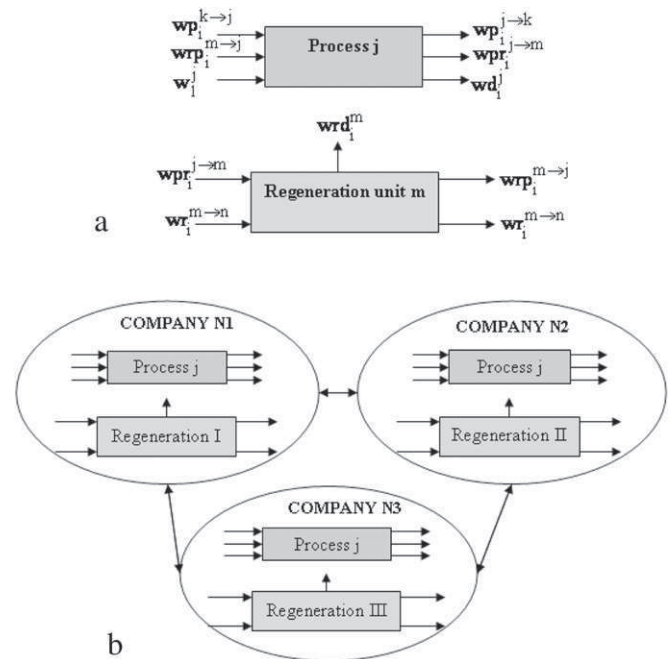 wp_i^{k→j}
wp_i^{j→k}
Process j
wrp_i^{m→j}
wpr_i^{j→m}
w_i^j
wd_i^j
wrd_i^m
wpr_i^{j→m}
wrp_i^{m→j}
Regeneration unit m
wr_i^{m→n}
wr_i^{m→n}
a
COMPANY N1
COMPANY N2
Process j
Process j
Regeneration I
Regeneration II
COMPANY N3
Process j
Regeneration III
b